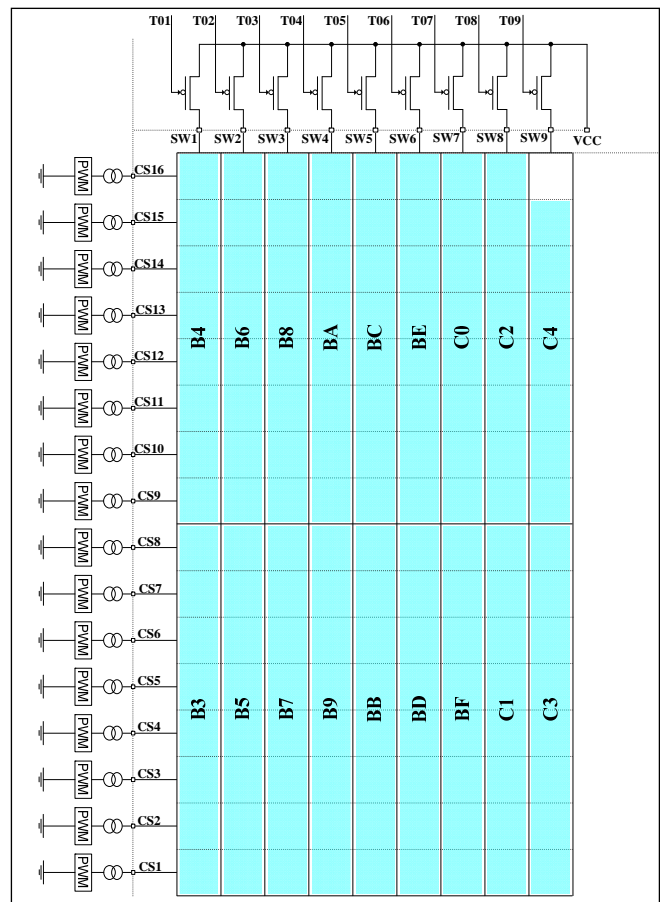 T01 T02 T03 T04 T05 T06 T07 T08 T09
SW1 SW2 SW3 SW4 SW5 SW6 SW7 SW8 SW9 VCC
PWM CS16
PWM CS15
PWM CS14
PWM CS13
B4 B6 B8 BA BC BE C0 C2 C4
PWM CS12
PWM CS11
PWM CS10
PWM CS9
PWM CS8
PWM CS7
PWM CS6
PWM CS5
B3 B5 B7 B9 BB BD BF C1 C3
PWM CS4
PWM CS3
PWM CS2
PWM CS1